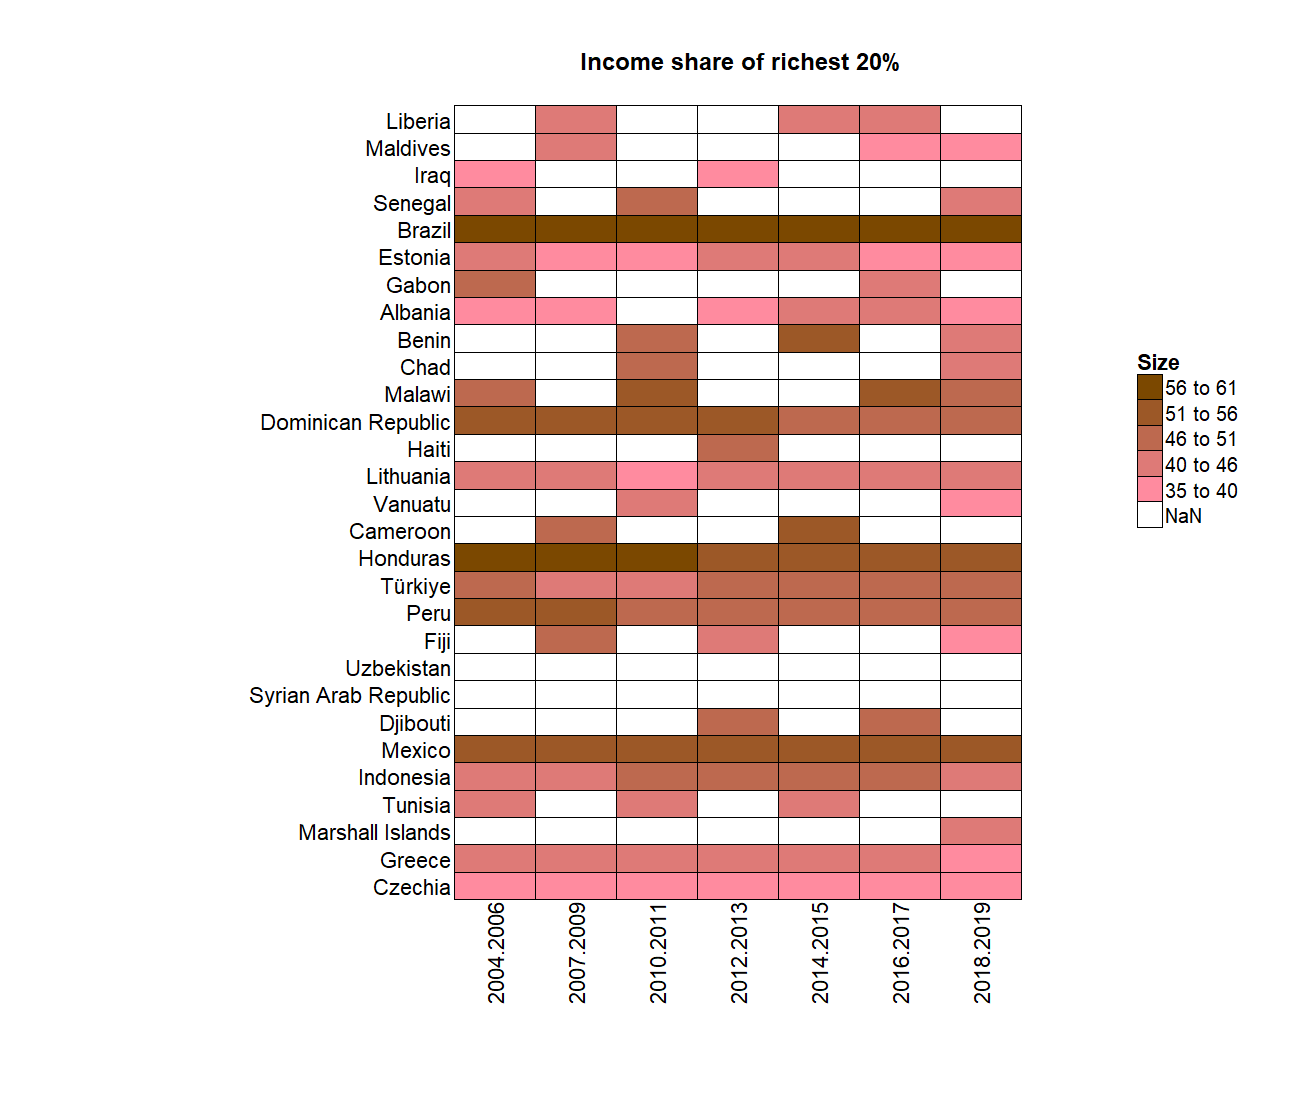 Income share of richest 20%
Liberia
Maldives
Iraq
Senegal
Brazil
Estonia
Gabon
Albania
Benin
Chad
Malawi
Dominican Republic
Haiti
Lithuania
Vanuatu
Cameroon
Honduras
Türkiye
Peru
Fiji
Uzbekistan
Syrian Arab Republic
Djibouti
Mexico
Indonesia
Tunisia
Marshall Islands
Greece
Czechia
2004.2006
2007.2009
2010.2011
2012.2013
2014.2015
2016.2017
2018.2019
Size
56 to 61
51 to 56
46 to 51
40 to 46
35 to 40
NaN